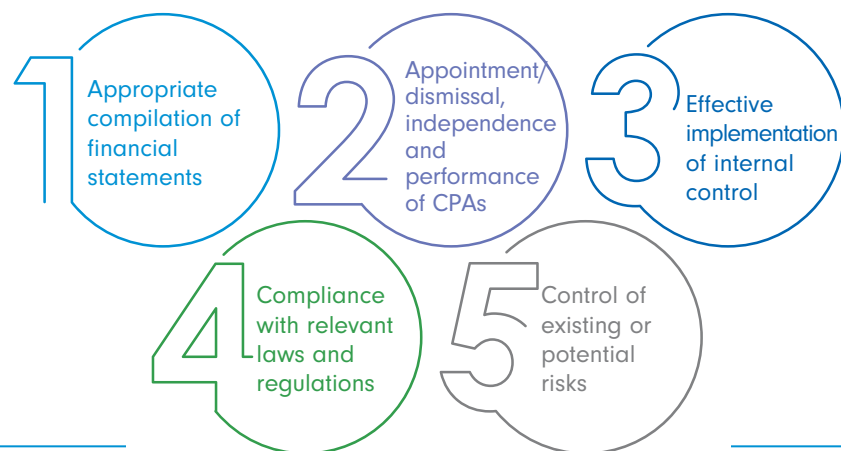 1
Appropriate
compilation of
financial
statements
2
Appointment/
dismissal,
independence
and
performance
of CPAs
3
Effective
implementation
of internal
control
4
Compliance
with relevant
laws and
regulations
5
Control of
existing or
potential
risks